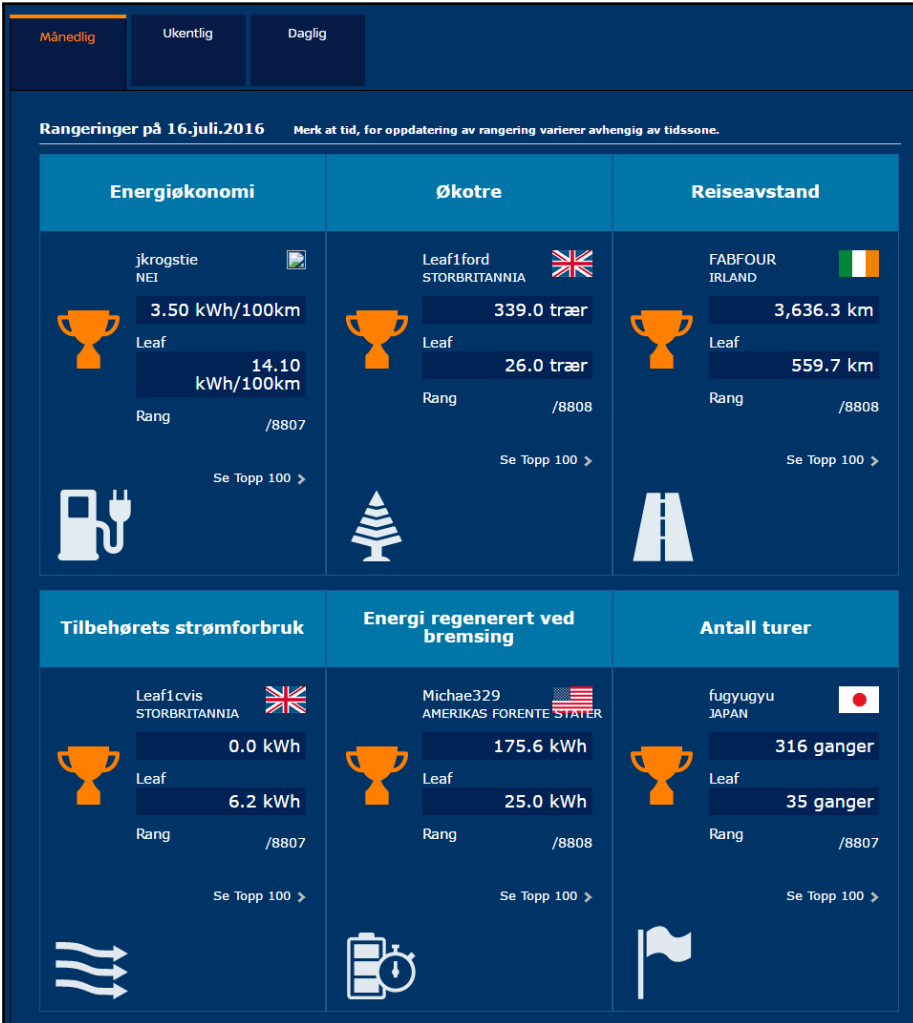 Månedlig
Ukentlig
Daglig
Rangeringer på 16.juli.2016 Merk at tid, for oppdatering av rangering varierer avhengig av tidssone.
Energiøkonomi
jkrogstie
NEI
3.50 kWh/100km
Leaf
14.10
kWh/100km
Rang
/8807
Se Topp 100 >
Økotre
Leaf1ford
STORBRITANNIA
339.0 trær
Leaf
26.0 trær
Rang
/8808
Se Topp 100 >
Reiseavstand
FABFOUR
IRLAND
3,636.3 km
Leaf
559.7 km
Rang
/8808
Se Topp 100 >
Tilbehørets strømforbruk
Leaf1cvis
STORBRITANNIA
0.0 kWh
Leaf
6.2 kWh
Rang
/8807
Se Topp 100 >
Energi regenerert ved
bremsing
Michae329
AMERIKAS FORENTE STATER
175.6 kWh
Leaf
25.0 kWh
Rang
/8808
Se Topp 100 >
Antall turer
fugyugyu
JAPAN
316 ganger
Leaf
35 ganger
Rang
/8807
Se Topp 100 >